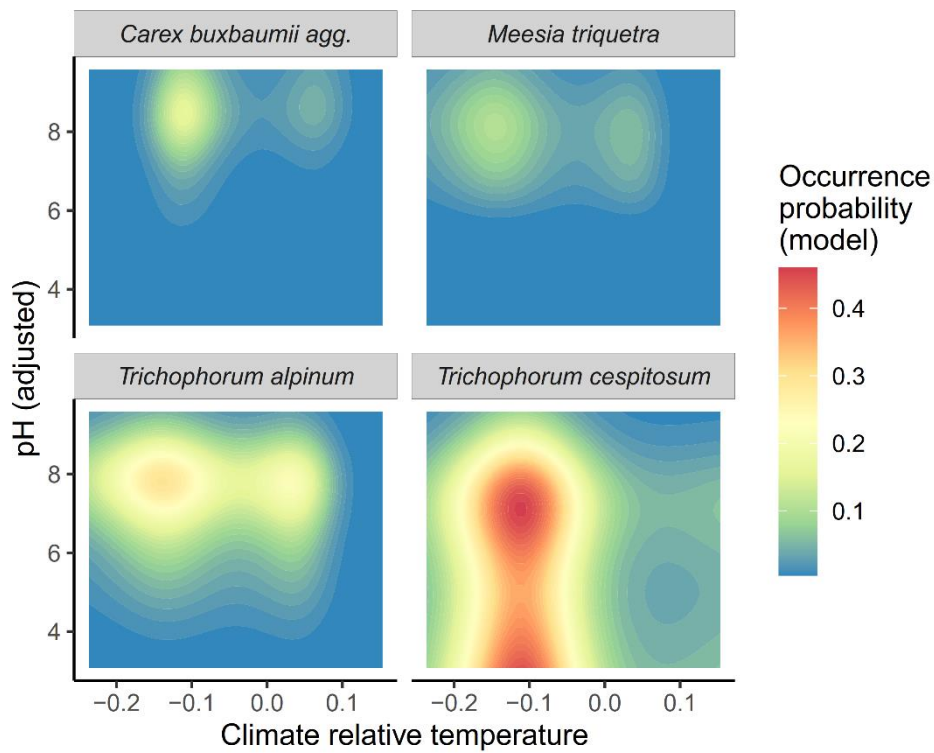 Carex buxbaumii agg.
Meesia triquetra
8
6
4
Trichophorum alpinum
Trichophorum cespitosum
8
6
4
−0.2
−0.1
0.0
0.1
−0.2
−0.1
0.0
0.1
pH (adjusted)
Climate relative temperature
Occurrence
probability
(model)
0.4
0.3
0.2
0.1